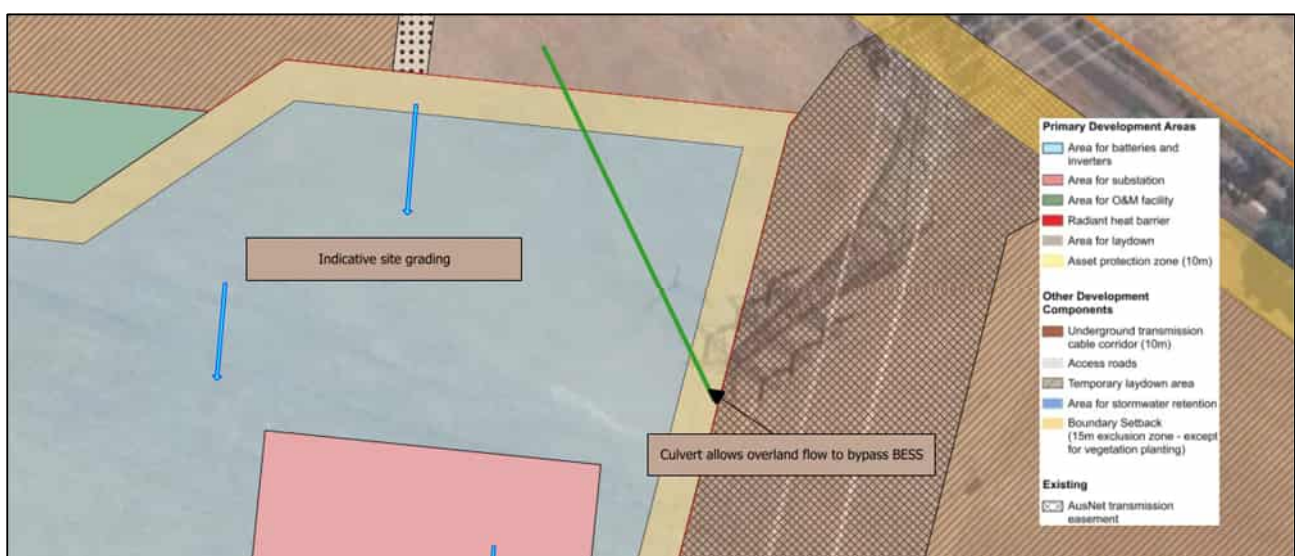 Indicative site grading
Culvert allows overland flow to bypass BESS
Primary Development Areas
Area for batteries and
inverters
Area for substation
Area for O&M facility
Radiant heat barrier
Area for laydown
Asset protection zone (10m)
Other Development
Components
Underground transmission
cable corridor (10m)
Access roads
Temporary laydown area
Area for stormwater retention
Boundary Setback
(15m exclusion zone - except
for vegetation planting)
Existing
AusNet transmission
easement